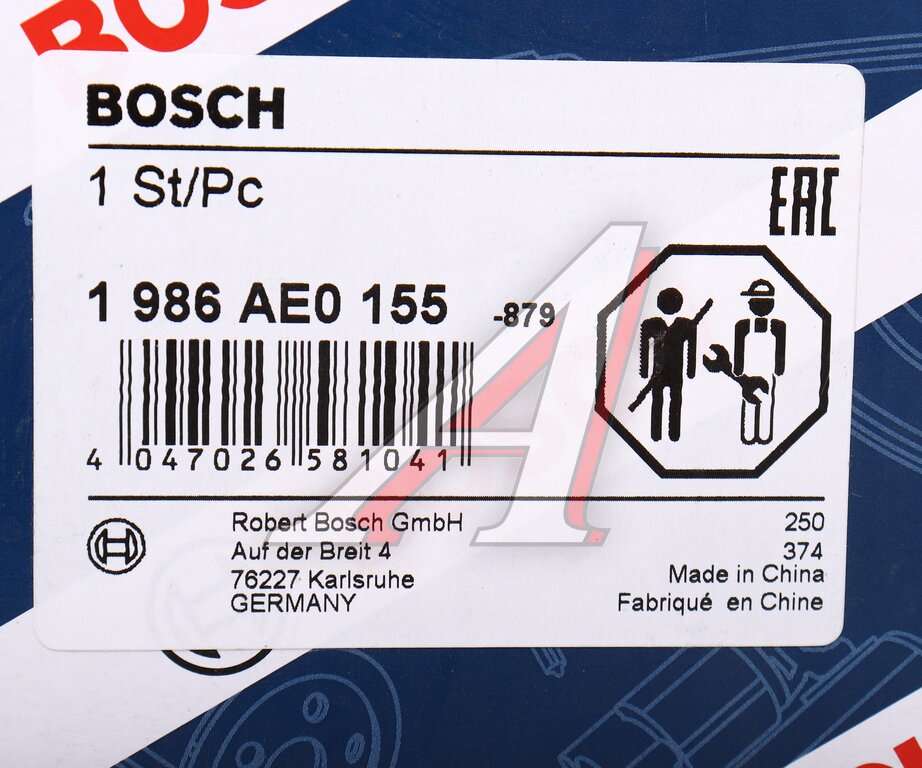 BOSCH
1 St/Pc
EAC
1 986 AE0 155 -879
4 047026 581041
Robert Bosch GmbH
Auf der Breit 4
76227 Karlsruhe
GERMANY
250
374
Made in China
Fabriqué en Chine